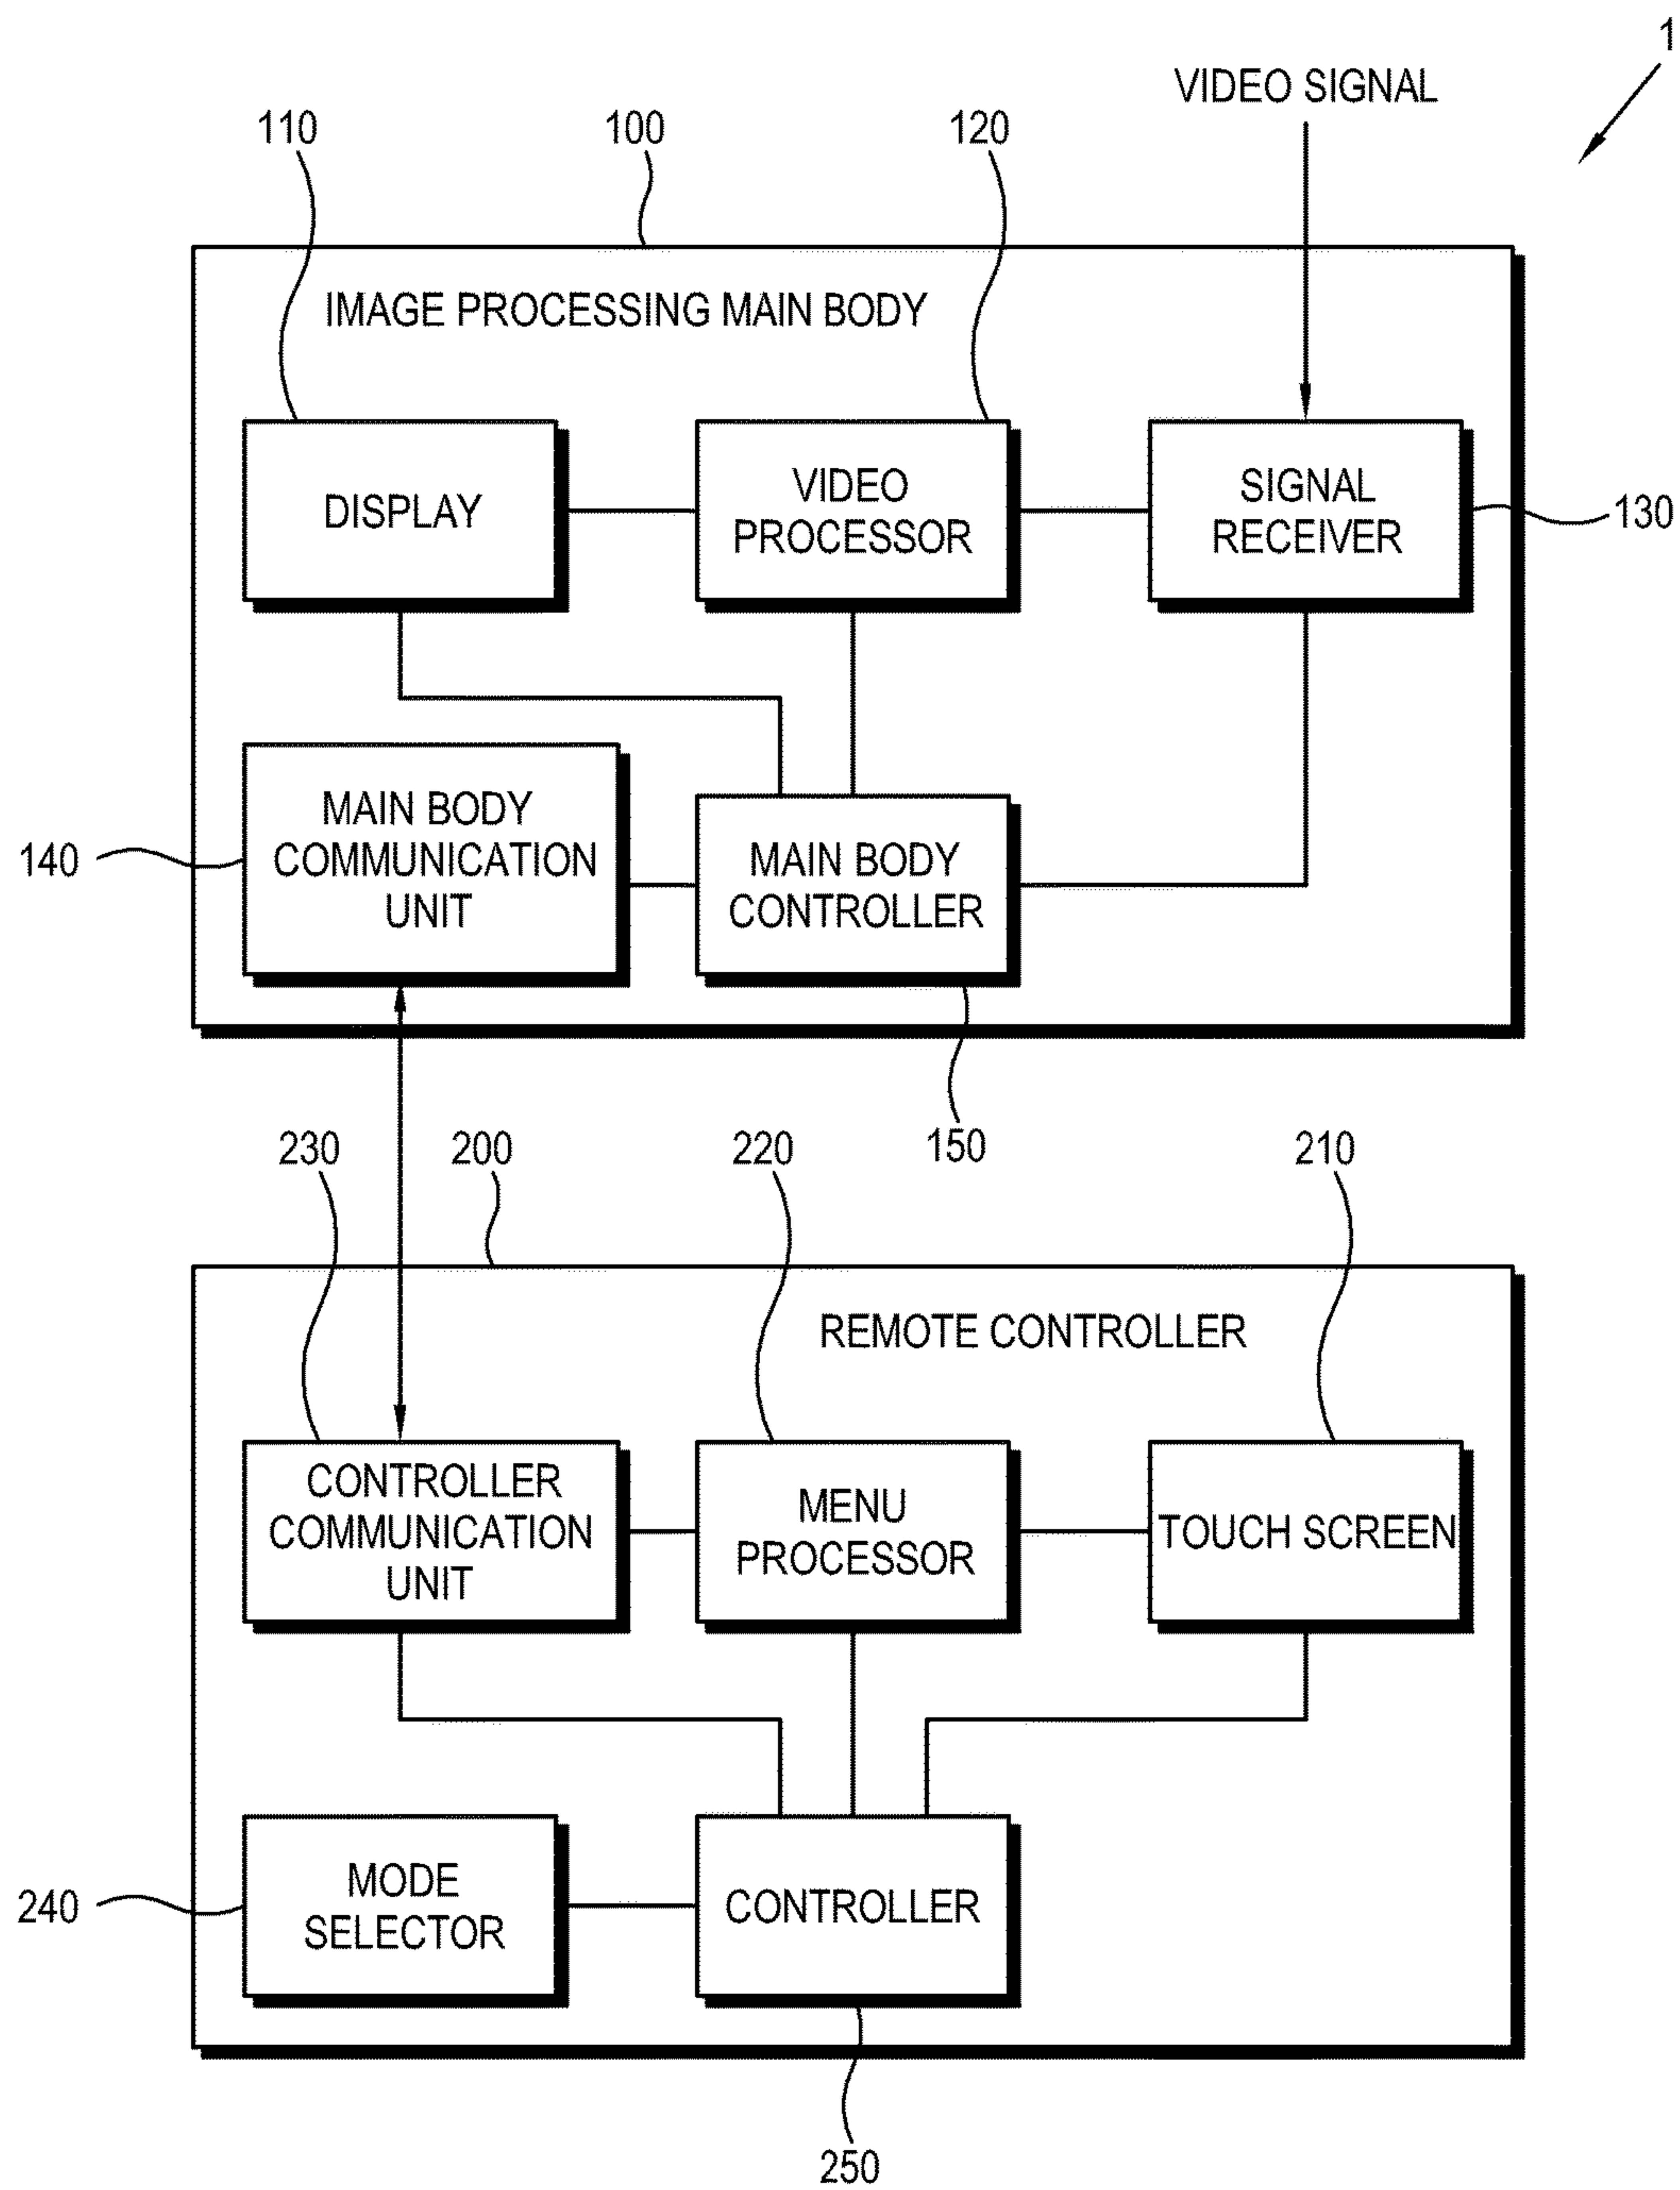 1
VIDEO SIGNAL
110
100
120
IMAGE PROCESSING MAIN BODY
DISPLAY
VIDEO
PROCESSOR
SIGNAL
RECEIVER
130
MAIN BODY
COMMUNICATION
UNIT
140
MAIN BODY
CONTROLLER
150
230
200
220
210
REMOTE CONTROLLER
CONTROLLER
COMMUNICATION
UNIT
MENU
PROCESSOR
TOUCH SCREEN
240
MODE
SELECTOR
CONTROLLER
250